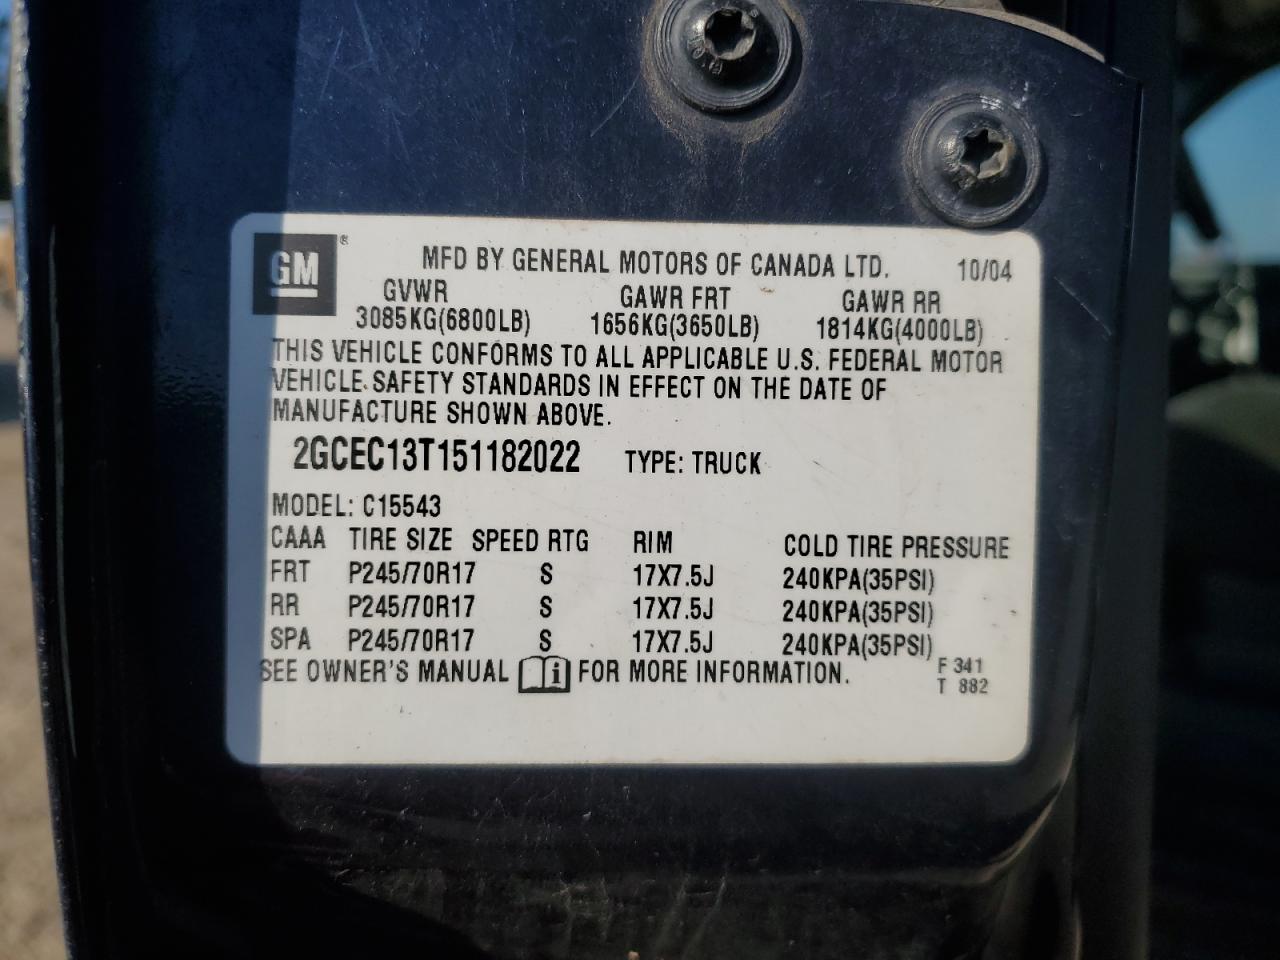 GM ® MFD BY GENERAL MOTORS OF CANADA LTD. 10/04
GVWR GAWR FRT GAWR RR
3085KG(6800LB) 1656KG(3650LB) 1814KG(4000LB)
THIS VEHICLE CONFORMS TO ALL APPLICABLE U.S. FEDERAL MOTOR
VEHICLE SAFETY STANDARDS IN EFFECT ON THE DATE OF
MANUFACTURE SHOWN ABOVE.
2GCEC13T151182022 TYPE: TRUCK
MODEL: C15543
CAAA TIRE SIZE SPEED RTG RIM COLD TIRE PRESSURE
FRT P245/70R17 S 17X7.5J 240KPA(35PSI)
RR P245/70R17 S 17X7.5J 240KPA(35PSI)
SPA P245/70R17 S 17X7.5J 240KPA(35PSI)
SEE OWNER'S MANUAL i FOR MORE INFORMATION. F 341
T 882